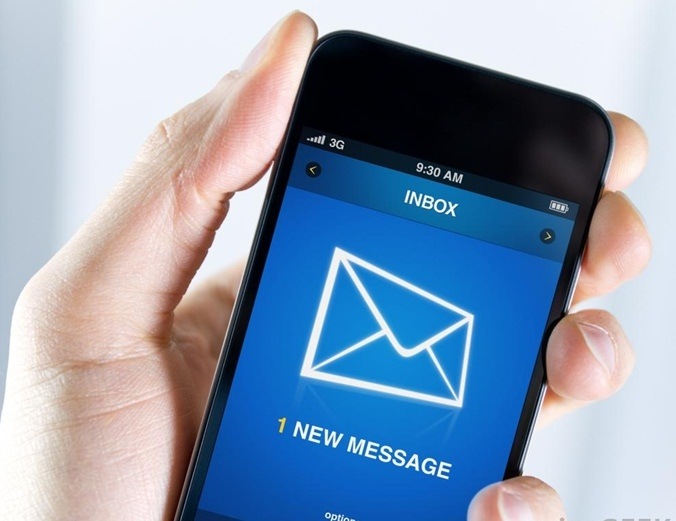 3G
9:30 AM
INBOX
1 NEW MESSAGE